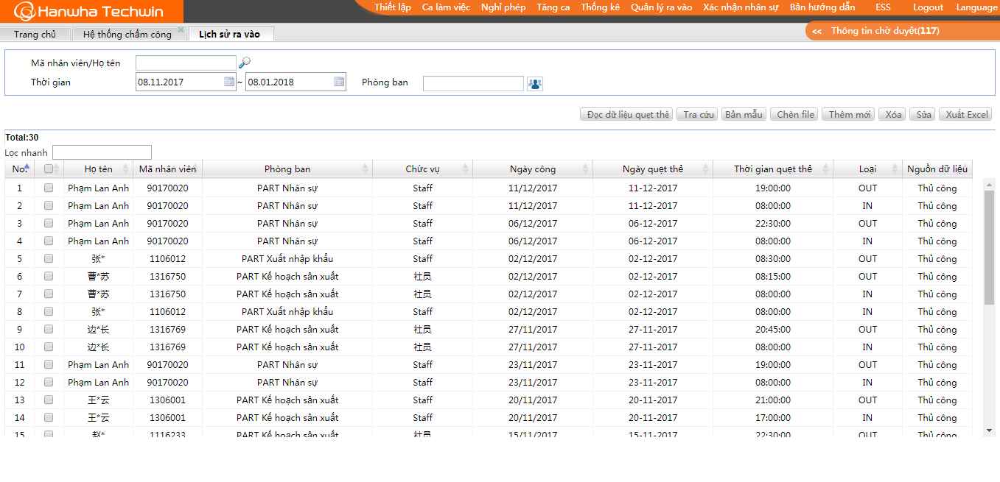 Hanwha Techwin
Thiết lập Ca làm việc Nghỉ phép Tăng ca Thống kê Quản lý ra vào Xác nhận nhân sự Bản hướng dẫn ESS Logout Language
Trang chủ Hệ thống chấm công Lịch sử ra vào << Thông tin chờ duyệt(117)
Mã nhân viên/Họ tên
Thời gian 08.11.2017 ~ 08.01.2018 Phòng ban
Đọc dữ liệu quẹt thẻ Tra cứu Bản mẫu Chèn file Thêm mới Xóa Sửa Xuất Excel
Total:30
Lọc nhanh
No. Họ tên Mã nhân viên Phòng ban Chức vụ Ngày công Ngày quẹt thẻ Thời gian quẹt thẻ Loại Nguồn dữ liệu
1 Phạm Lan Anh 90170020 PART Nhân sự Staff 11/12/2017 11-12-2017 19:00:00 OUT Thủ công
2 Phạm Lan Anh 90170020 PART Nhân sự Staff 11/12/2017 11-12-2017 08:00:00 IN Thủ công
3 Phạm Lan Anh 90170020 PART Nhân sự Staff 06/12/2017 06-12-2017 22:30:00 OUT Thủ công
4 Phạm Lan Anh 90170020 PART Nhân sự Staff 06/12/2017 06-12-2017 08:00:00 IN Thủ công
5 张* 1106012 PART Xuất nhập khẩu Staff 02/12/2017 02-12-2017 08:30:00 OUT Thủ công
6 曹*苏 1316750 PART Kế hoạch sản xuất 社员 02/12/2017 02-12-2017 08:15:00 OUT Thủ công
7 曹*苏 1316750 PART Kế hoạch sản xuất 社员 02/12/2017 02-12-2017 08:00:00 IN Thủ công
8 张* 1106012 PART Xuất nhập khẩu Staff 02/12/2017 02-12-2017 08:00:00 IN Thủ công
9 边*长 1316769 PART Kế hoạch sản xuất 社员 27/11/2017 27-11-2017 20:45:00 OUT Thủ công
10 边*长 1316769 PART Kế hoạch sản xuất 社员 27/11/2017 27-11-2017 08:00:00 IN Thủ công
11 Phạm Lan Anh 90170020 PART Nhân sự Staff 23/11/2017 23-11-2017 19:00:00 OUT Thủ công
12 Phạm Lan Anh 90170020 PART Nhân sự Staff 23/11/2017 23-11-2017 08:00:00 IN Thủ công
13 王*云 1306001 PART Kế hoạch sản xuất Staff 20/11/2017 20-11-2017 21:00:00 OUT Thủ công
14 王*云 1306001 PART Kế hoạch sản xuất Staff 20/11/2017 20-11-2017 17:00:00 IN Thủ công
15 赵* 1116233 PART Kế hoạch sản xuất 社员 15/11/2017 15-11-2017 22:30:00 OUT Thủ công